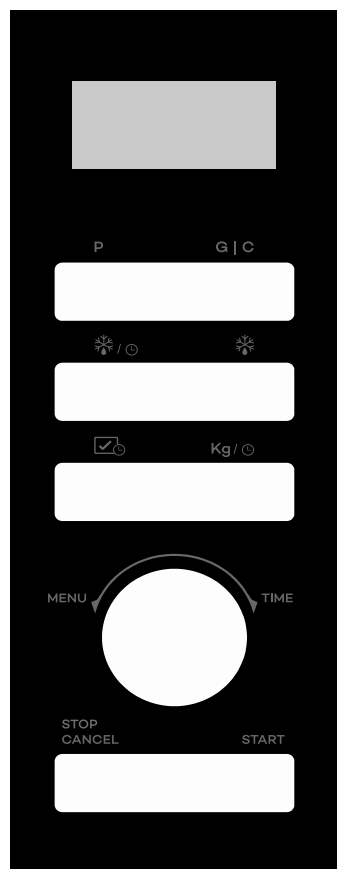 P G | C
/
Kg /
MENU TIME
STOP
CANCEL START